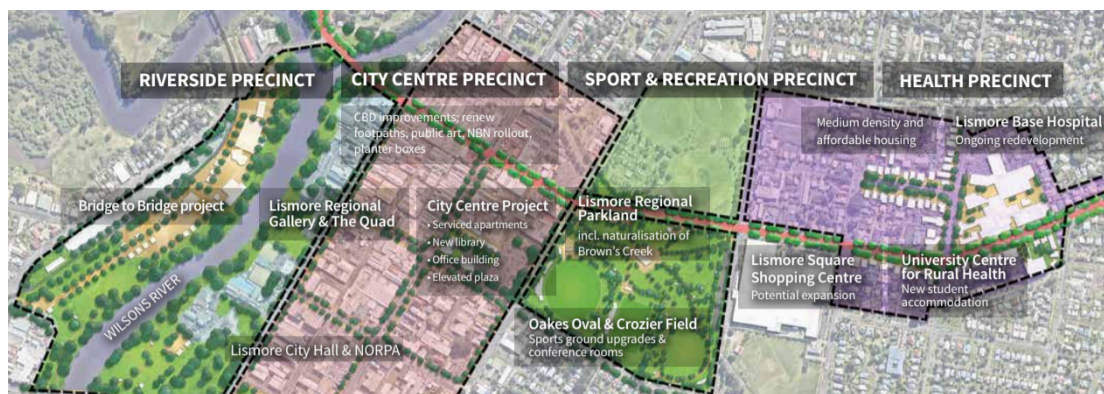 RIVERSIDE PRECINCT
CITY CENTRE PRECINCT
SPORT & RECREATION PRECINCT
HEALTH PRECINCT
CBD improvements; renew
footpaths, public art, NBN rollout,
planter boxes
Medium density and
affordable housing
Lismore Base Hospital
Ongoing redevelopment
Bridge to Bridge project
Lismore Regional
Gallery & The Quad
City Centre Project
• Serviced apartments
• New library
• Office building
• Elevated plaza
Lismore Regional
Parkland
incl. naturalisation of
Brown's Creek
Lismore Square
Shopping Centre
Potential expansion
University Centre
for Rural Health
New student
accommodation
WILSONS RIVER
Oakes Oval & Crozier Field
Sports ground upgrades &
conference rooms
Lismore City Hall & NORPA